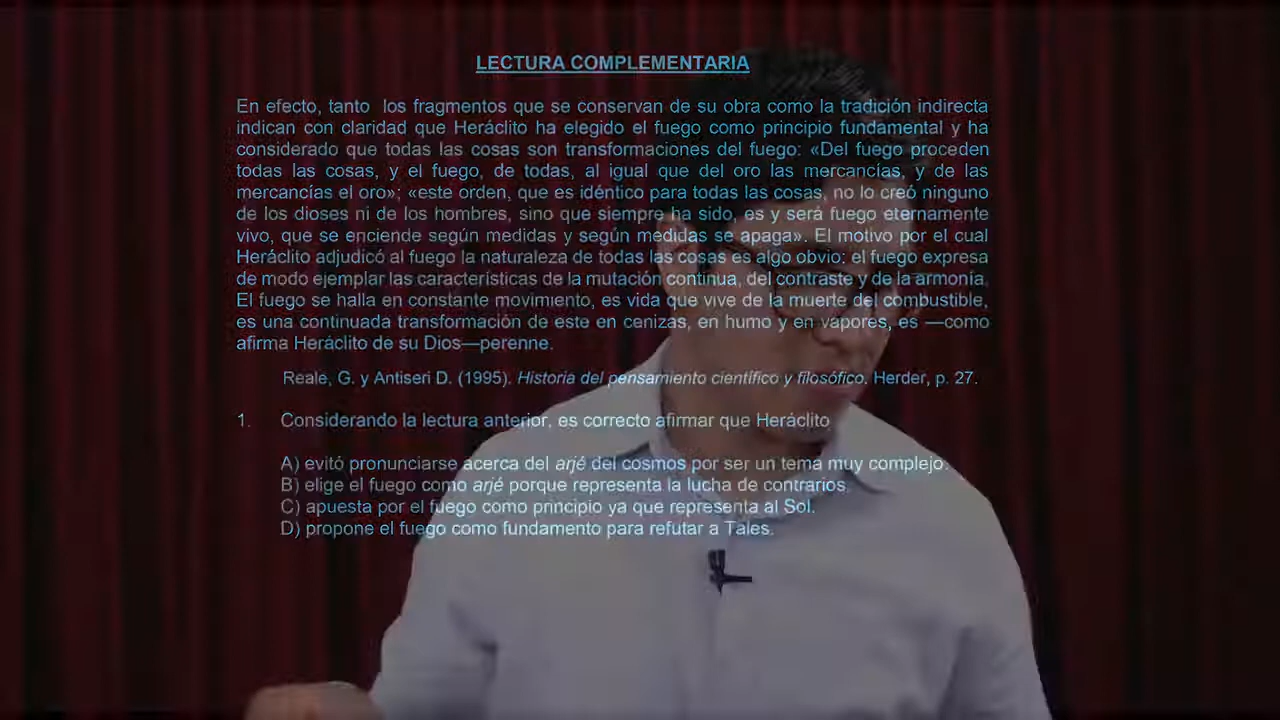 LECTURA COMPLEMENTARIA
En efecto, tanto los fragmentos que se conservan de su obra como la tradición indirecta
indican con claridad que Heráclito ha elegido el fuego como principio fundamental y ha
considerado que todas las cosas son transformaciones del fuego: «Del fuego proceden
todas las cosas, y el fuego, de todas, al igual que del oro las mercancías, y de las
mercancías el oro»; «este orden, que es idéntico para todas las cosas, no lo creó ninguno
de los dioses ni de los hombres, sino que siempre ha sido, es y será fuego eternamente
vivo, que se enciende según medidas y según medidas se apaga». El motivo por el cual
Heráclito adjudicó al fuego la naturaleza de todas las cosas es algo obvio: el fuego expresa
de modo ejemplar las características de la mutación continua, del contraste y de la armonía.
El fuego se halla en constante movimiento, es vida que vive de la muerte del combustible,
es una continuada transformación de este en cenizas, en humo y en vapores, es —como
afirma Heráclito de su Dios—perenne.
Reale, G. y Antiseri D. (1995). Historia del pensamiento científico y filosófico. Herder, p. 27.
1. Considerando la lectura anterior, es correcto afirmar que Heráclito
A) evitó pronunciarse acerca del arjé del cosmos por ser un tema muy complejo.
B) elige el fuego como arjé porque representa la lucha de contrarios.
C) apuesta por el fuego como principio ya que representa al Sol.
D) propone el fuego como fundamento para refutar a Tales.